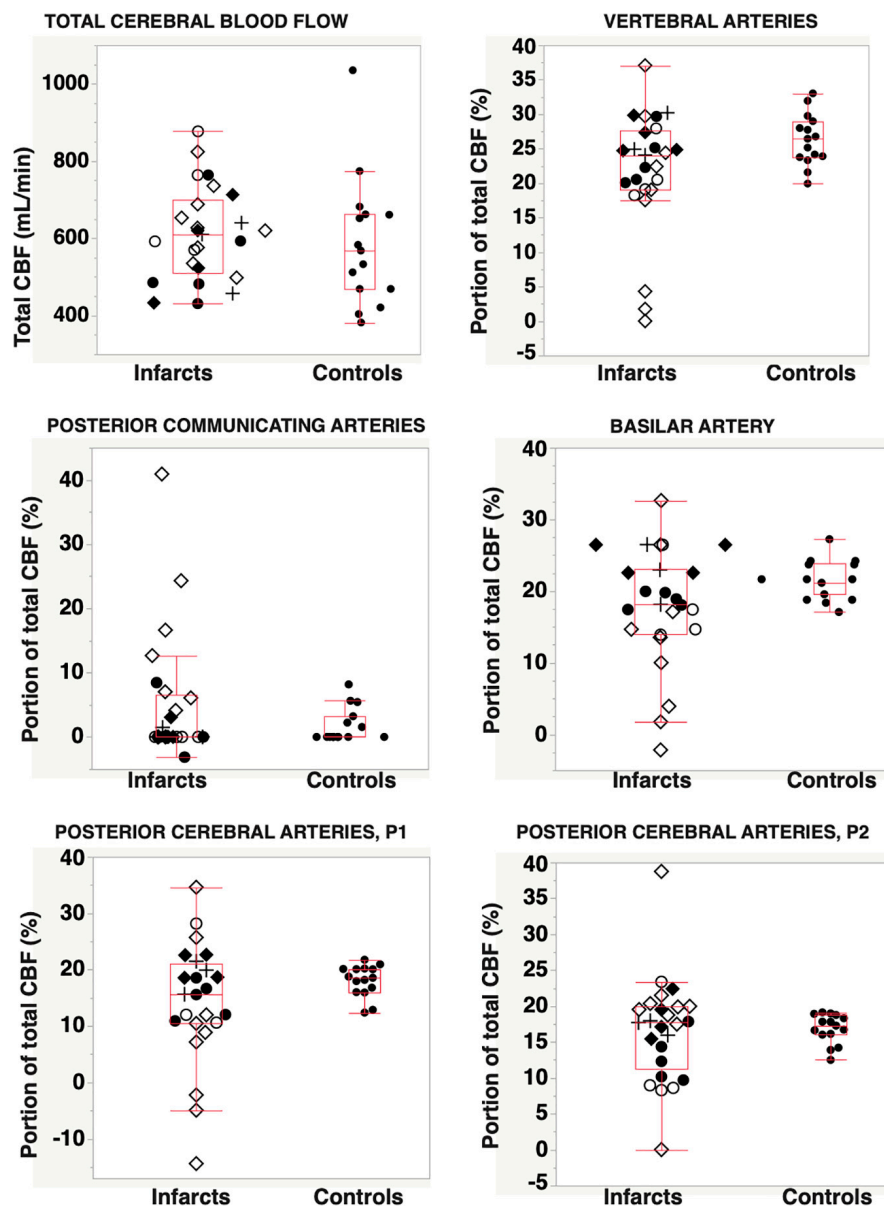 TOTAL CEREBRAL BLOOD FLOW
Total CBF (mL/min)
1000
800
600
400
Infarcts Controls
VERTEBRAL ARTERIES
Portion of total CBF (%)
40
35
30
25
20
15
10
5
0
-5
Infarcts Controls
POSTERIOR COMMUNICATING ARTERIES
Portion of total CBF (%)
40
30
20
10
0
Infarcts Controls
BASILAR ARTERY
Portion of total CBF (%)
40
30
20
10
0
Infarcts Controls
POSTERIOR CEREBRAL ARTERIES, P1
Portion of total CBF (%)
40
30
20
10
0
-10
Infarcts Controls
POSTERIOR CEREBRAL ARTERIES, P2
Portion of total CBF (%)
40
35
30
25
20
15
10
5
0
-5
Infarcts Controls